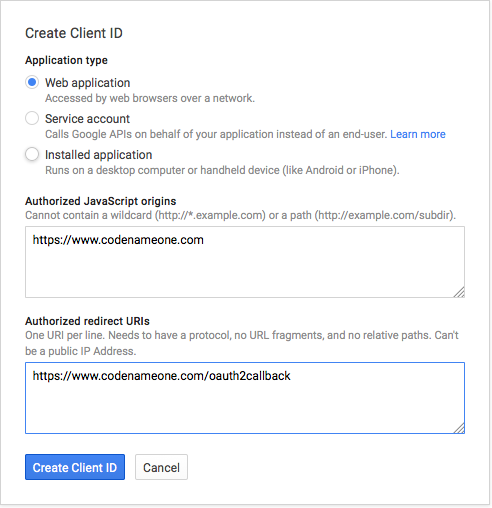 Create Client ID
Application type
Web application
Accessed by web browsers over a network.
Service account
Calls Google APIs on behalf of your application instead of an end-user. Learn more
Installed application
Runs on a desktop computer or handheld device (like Android or iPhone).
Authorized JavaScript origins
Cannot contain a wildcard (http://*.example.com) or a path (http://example.com/subdir).
https://www.codenameone.com
Authorized redirect URIs
One URI per line. Needs to have a protocol, no URL fragments, and no relative paths. Can't
be a public IP Address.
https://www.codenameone.com/oauth2callback
Create Client ID
Cancel